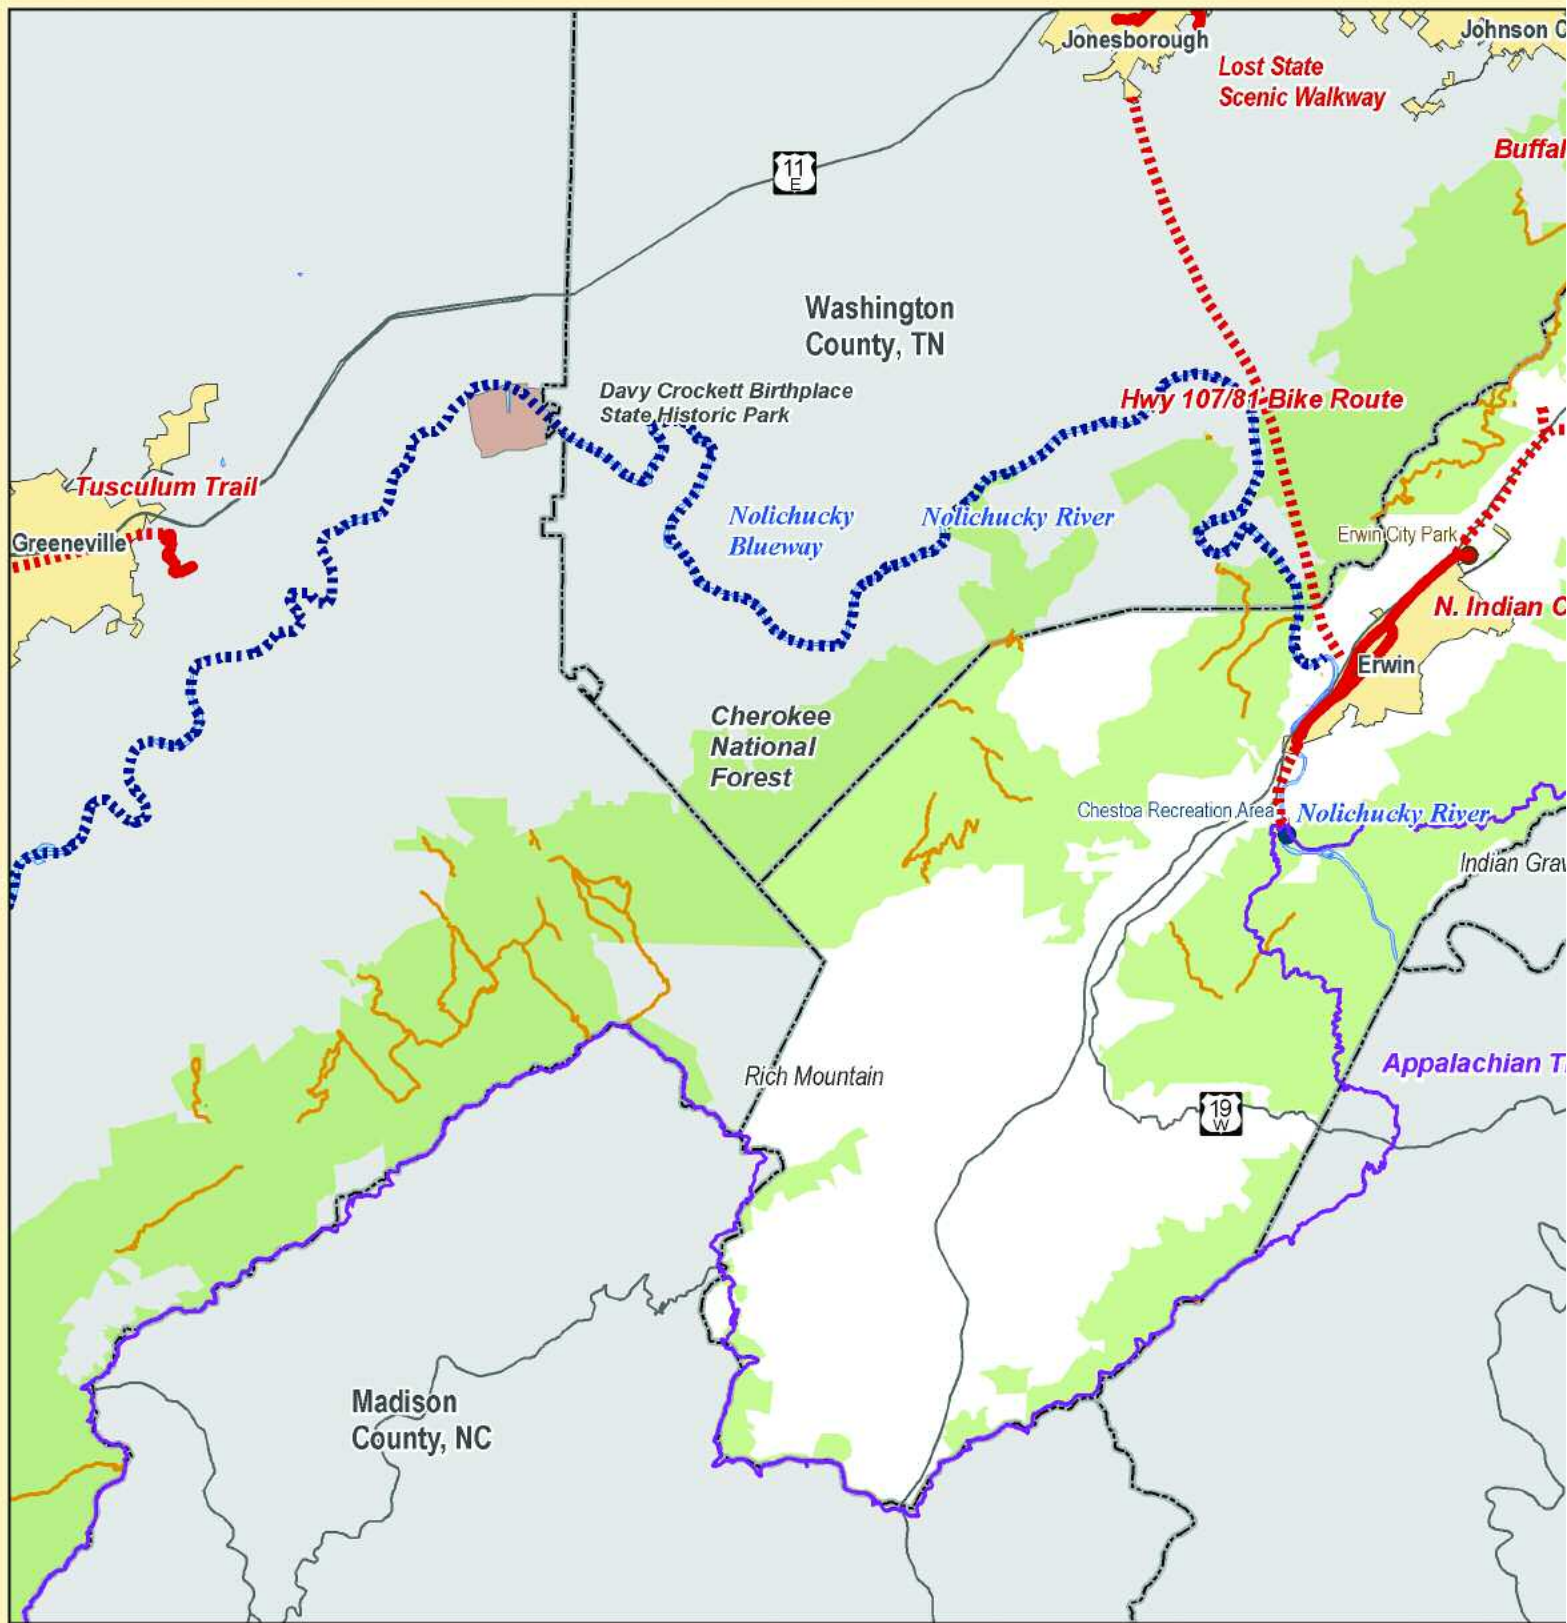 Jonesborough
Johnson C
Lost State
Scenic Walkway
Buffal
11
E
Washington
County, TN
Davy Crockett Birthplace
State Historic Park
Hwy 107/81 Bike Route
Tusculum Trail
Greeneville
Nolichucky
Blueway
Nolichucky River
Erwin City Park
N. Indian C
Erwin
Cherokee
National
Forest
Chestoa Recreation Area
Nolichucky River
Indian Grav
Rich Mountain
Appalachian T
19
W
Madison
County, NC